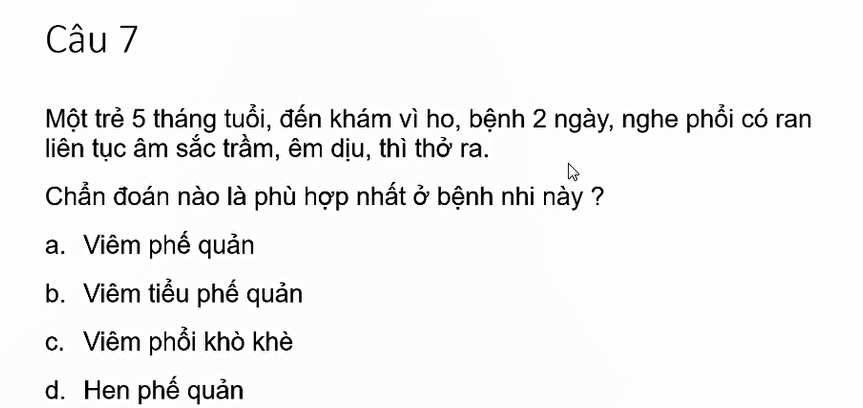 Câu 7
Một trẻ 5 tháng tuổi, đến khám vì ho, bệnh 2 ngày, nghe phổi có ran
liên tục âm sắc trầm, êm dịu, thì thở ra.
Chẩn đoán nào là phù hợp nhất ở bệnh nhi này ?
a. Viêm phế quản
b. Viêm tiểu phế quản
c. Viêm phổi khò khè
d. Hen phế quản